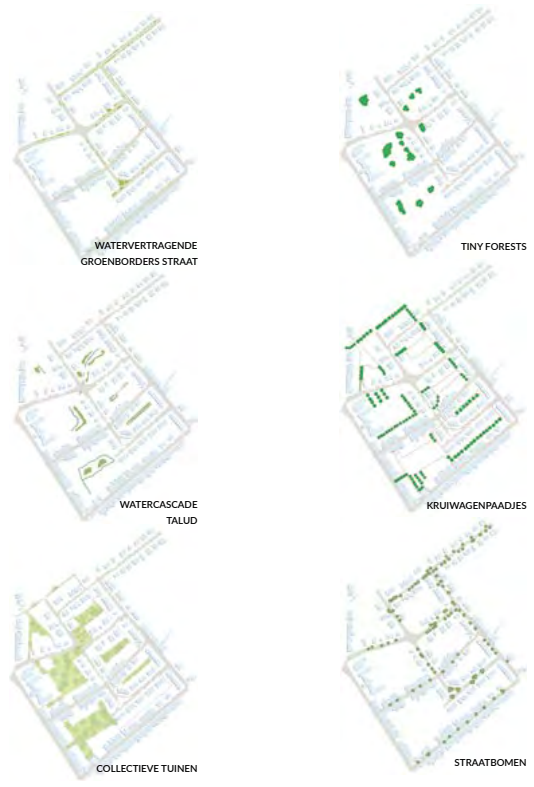 WATERVERTRAGENDE
GROENBORDERS STRAAT
TINY FORESTS
WATERCASCADE
TALUD
KRUIWAGENPAADJES
COLLECTIEVE TUINEN
STRAATBOMEN